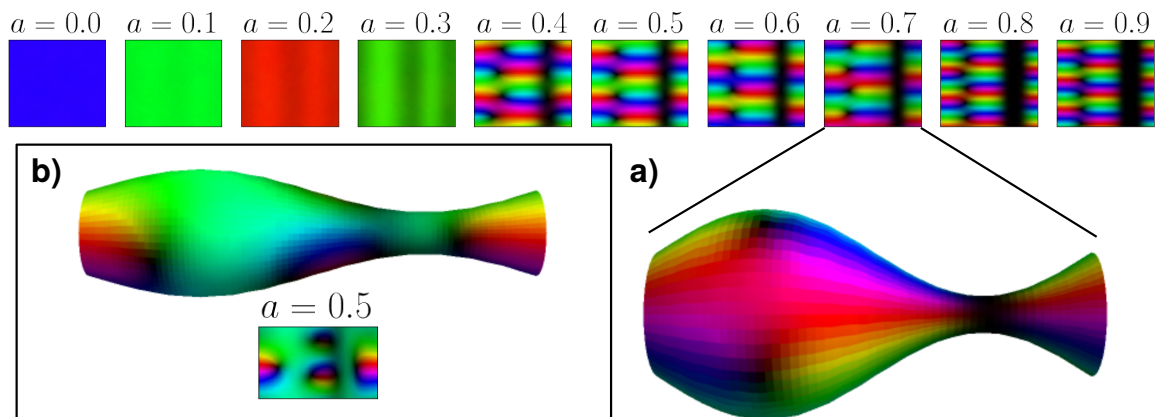 a = 0.0 a = 0.1 a = 0.2 a = 0.3 a = 0.4 a = 0.5 a = 0.6 a = 0.7 a = 0.8 a = 0.9
b)
a)
a = 0.5